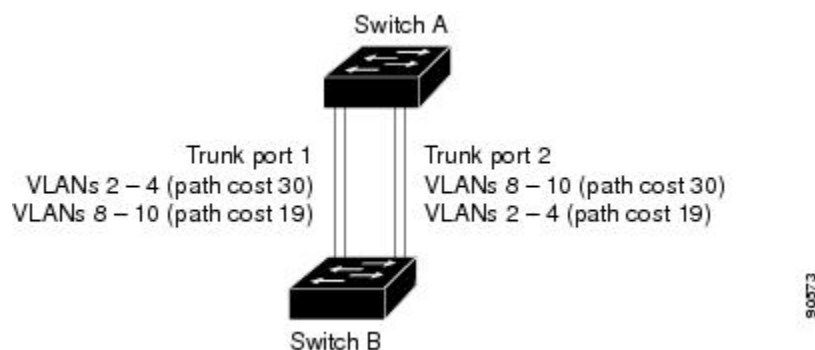 Switch A
Trunk port 1
VLANs 2 – 4 (path cost 30)
VLANs 8 – 10 (path cost 19)
Trunk port 2
VLANs 8 – 10 (path cost 30)
VLANs 2 – 4 (path cost 19)
Switch B
90573